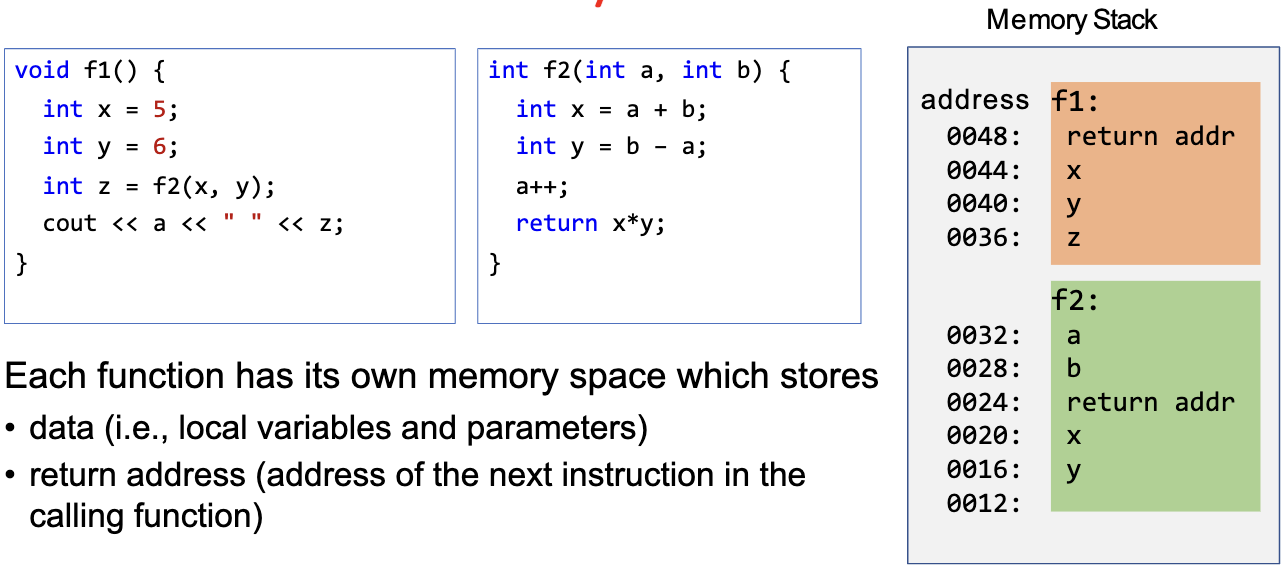 Memory Stack
void f1() {
int x = 5;
int y = 6;
int z = f2(x, y);
cout << a << " " << z;
}
int f2(int a, int b) {
int x = a + b;
int y = b – a;
a++;
return x*y;
}
Each function has its own memory space which stores
• data (i.e., local variables and parameters)
• return address (address of the next instruction in the
calling function)
address f1:
0048: return addr
0044: x
0040: y
0036: z
f2:
0032: a
0028: b
0024: return addr
0020: x
0016: y
0012: